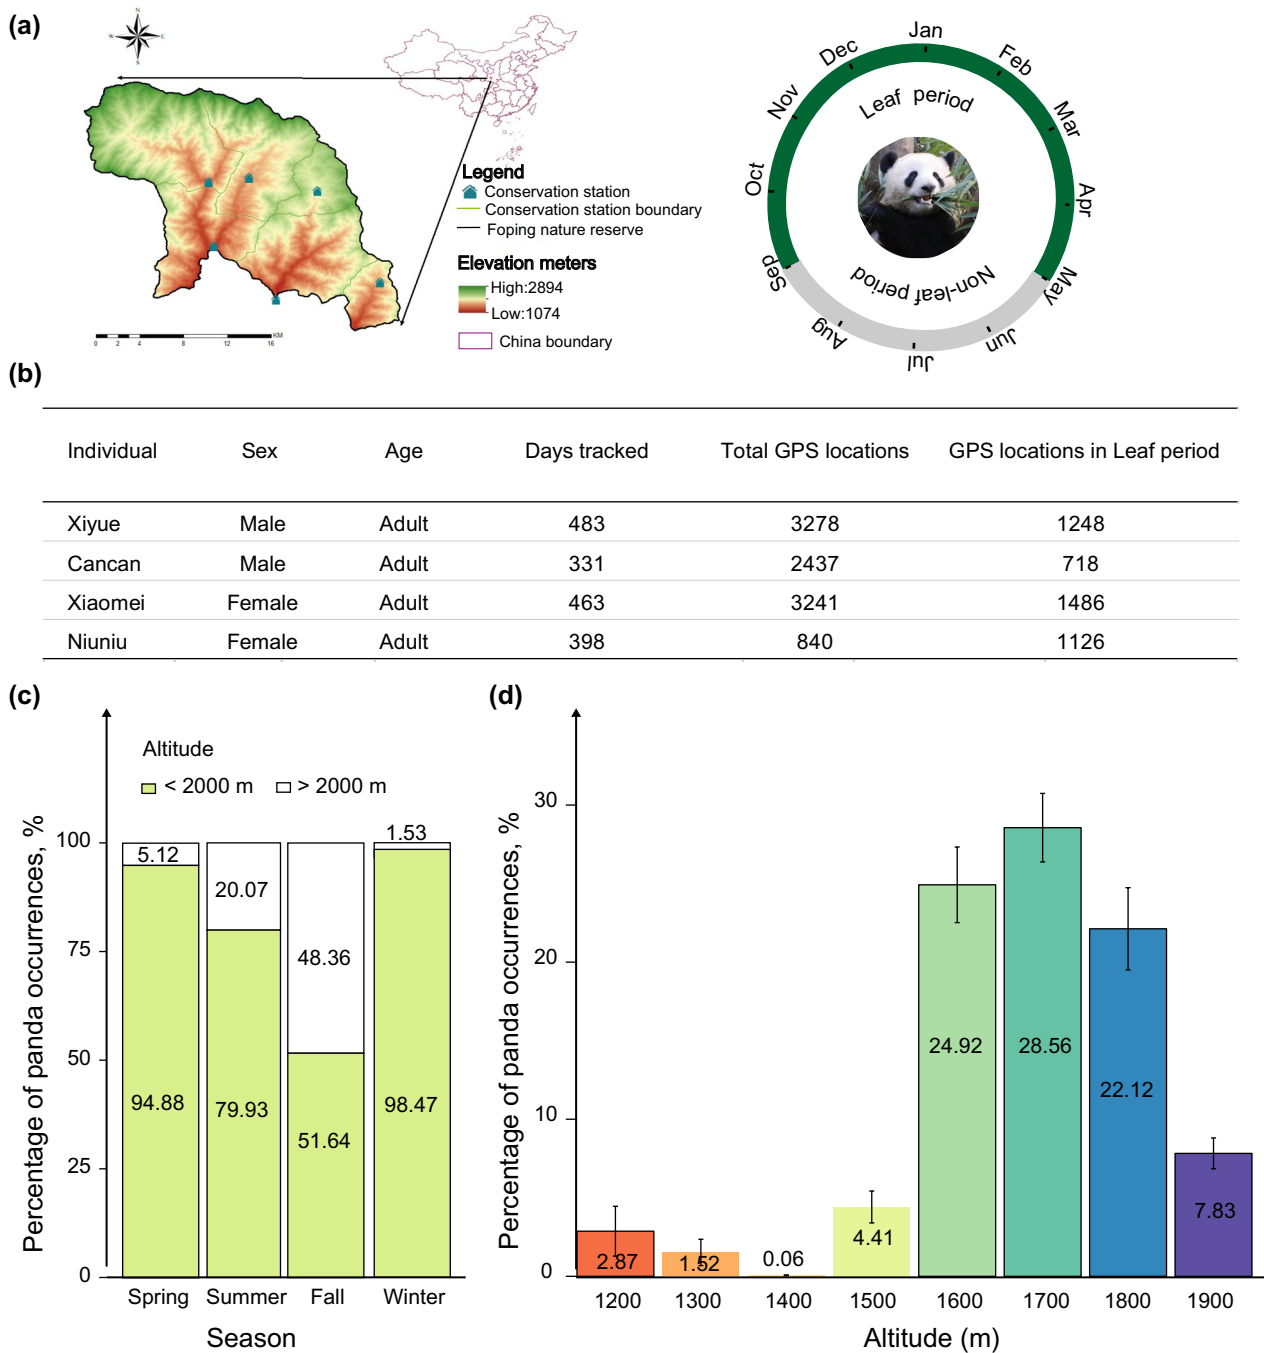 (a)
N
W
E
S
Legend
Conservation station
Conservation station boundary
Foping nature reserve
Elevation meters
High:2894
Low:1074
China boundary
0 2 4 8 12 16 KM
Jan
Feb
Mar
Apr
May
Jun
Jul
Aug
Sep
Oct
Nov
Dec
Leaf period
Non-leaf period
(b)
Individual Sex Age Days tracked Total GPS locations GPS locations in Leaf period
Xiyue Male Adult 483 3278 1248
Cancan Male Adult 331 2437 718
Xiaomei Female Adult 463 3241 1486
Niuniu Female Adult 398 840 1126
(c)
Altitude
< 2000 m > 2000 m
Percentage of panda occurrences, %
100
75
50
25
0
5.12
20.07
48.36
1.53
94.88
79.93
51.64
98.47
Spring Summer Fall Winter
Season
(d)
Percentage of panda occurrences, %
30
20
10
0
2.87
1.52
0.06
4.41
24.92
28.56
22.12
7.83
1200 1300 1400 1500 1600 1700 1800 1900
Altitude (m)